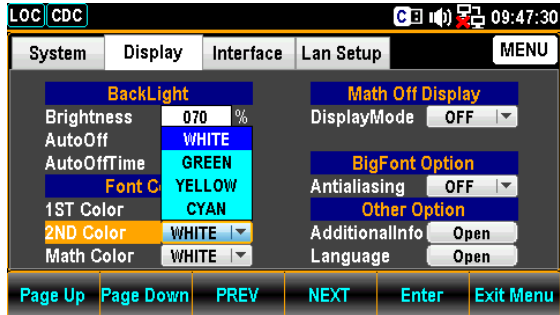 LOC CDC C 09:47:30
System Display Interface Lan Setup MENU
BackLight
Brightness 070 %
AutoOff
AutoOffTime
WHITE
GREEN
YELLOW
CYAN
Font C
1ST Color
2ND Color WHITE
Math Color WHITE
Math Off Display
DisplayMode OFF
BigFont Option
Antialiasing OFF
Other Option
AdditionalInfo Open
Language Open
Page Up Page Down PREV NEXT Enter Exit Menu